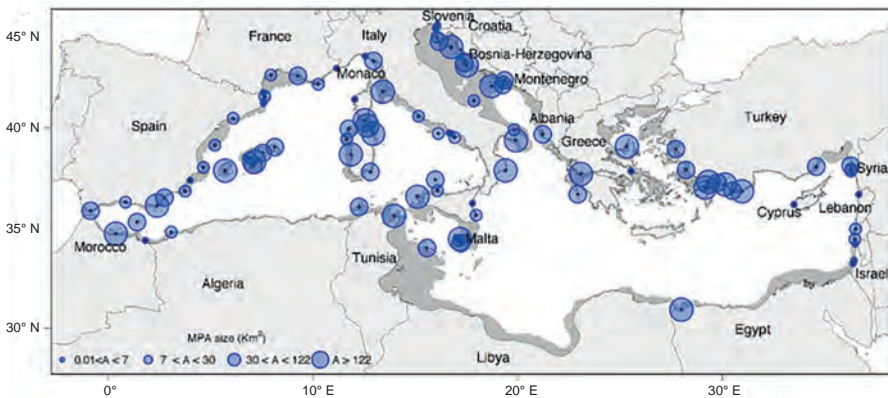 Slovenia
Croatia
45° N
France
Italy
Bosnia-Herzegovina
Monaco
Montenegro
Spain
Albania
Turkey
40° N
Greece
Syria
Cyprus
Lebanon
35° N
Morocco
Malta
Tunisia
Israel
Algeria
30° N
MPA size (Km²)
Egypt
0.01<A < 7 7 < A < 30 30 < A < 122 A > 122
Libya
0° 10° E 20° E 30° E